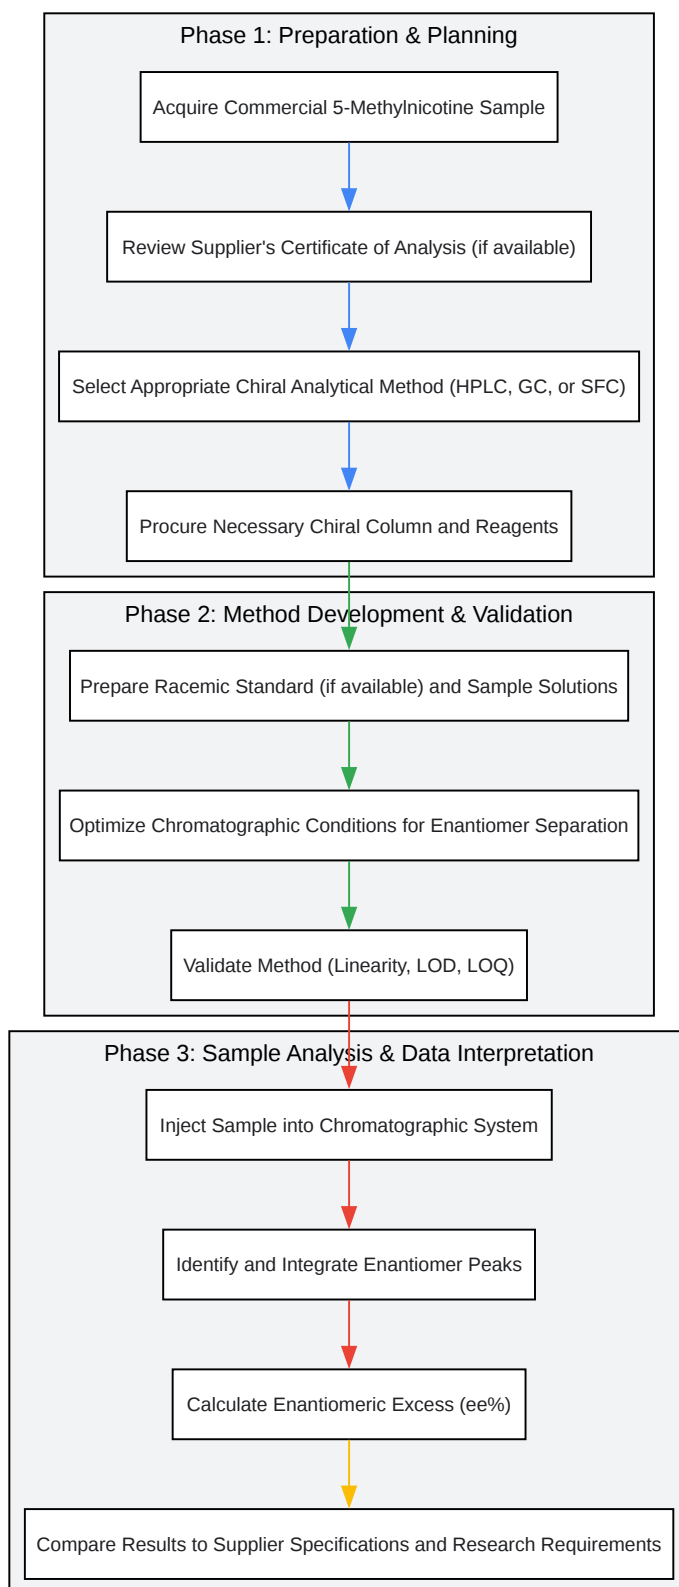 Phase 1: Preparation & Planning
Acquire Commercial 5-Methylnicotine Sample
Review Supplier's Certificate of Analysis (if available)
Select Appropriate Chiral Analytical Method (HPLC, GC, or SFC)
Procure Necessary Chiral Column and Reagents
Phase 2: Method Development & Validation
Prepare Racemic Standard (if available) and Sample Solutions
Optimize Chromatographic Conditions for Enantiomer Separation
Validate Method (Linearity, LOD, LOQ)
Phase 3: Sample Analysis & Data Interpretation
Inject Sample into Chromatographic System
Identify and Integrate Enantiomer Peaks
Calculate Enantiomeric Excess (ee%)
Compare Results to Supplier Specifications and Research Requirements